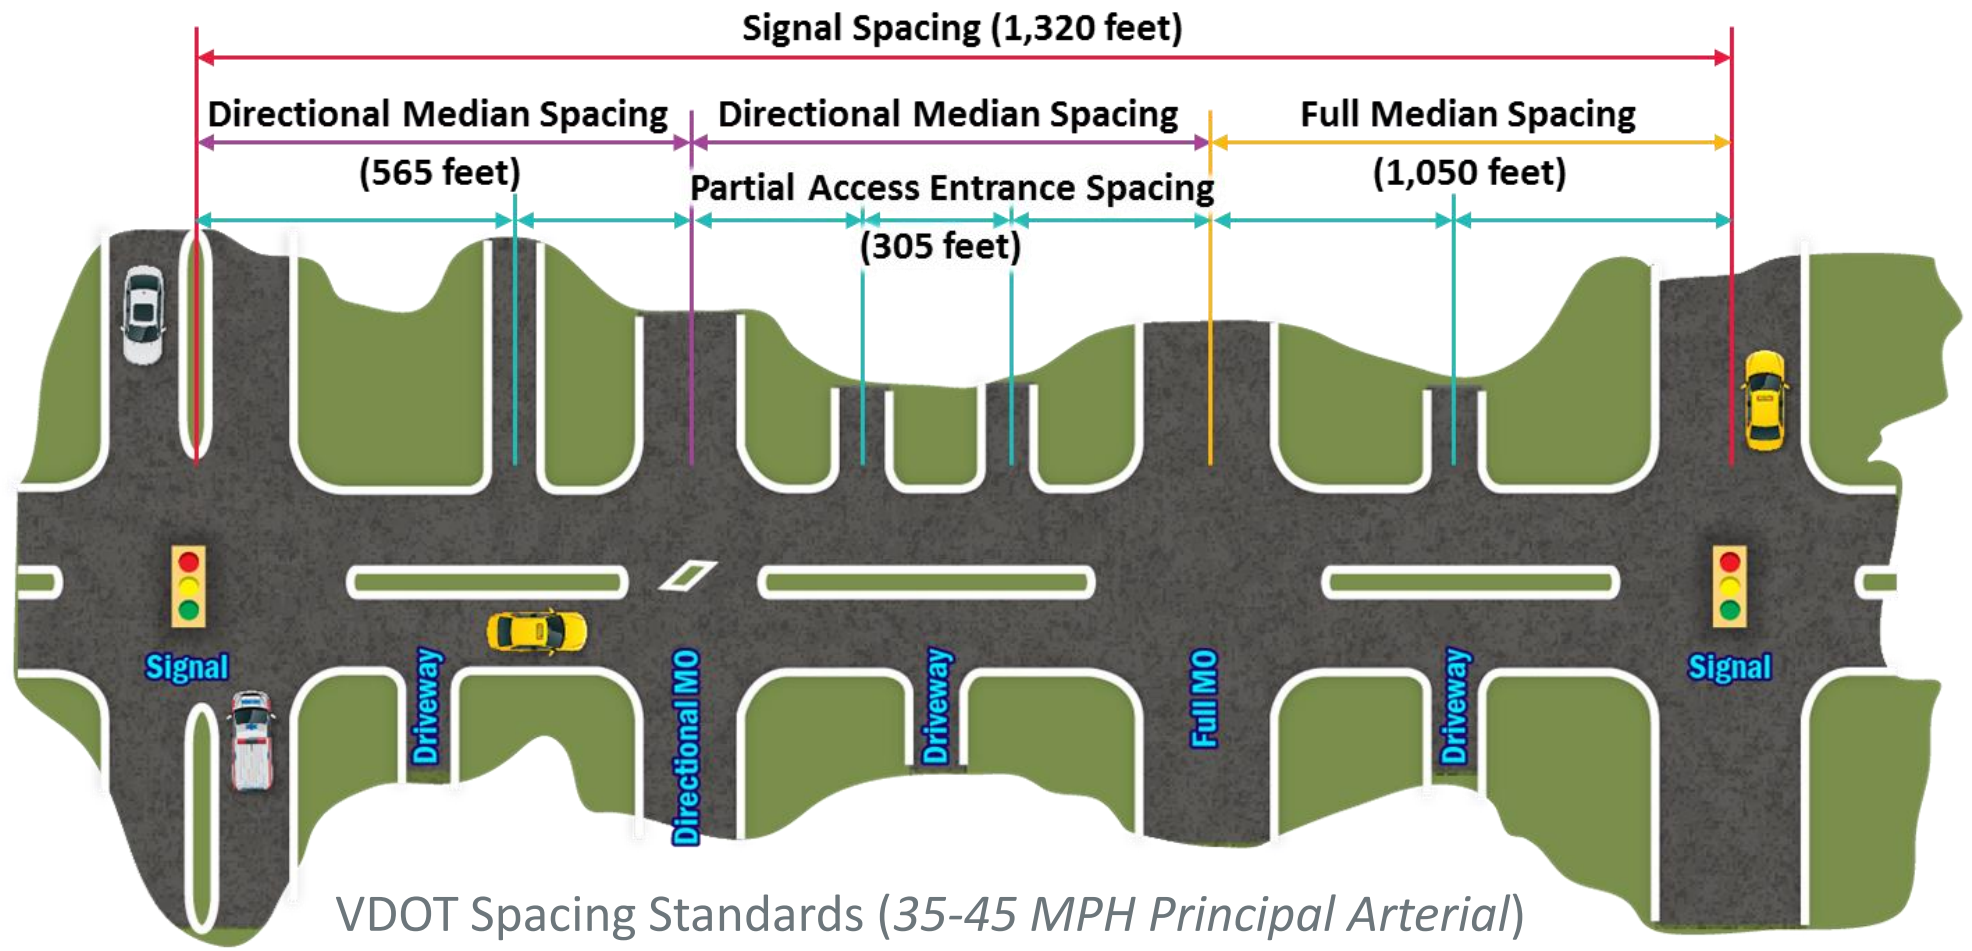 Signal Spacing (1,320 feet)
Directional Median Spacing
Directional Median Spacing
Full Median Spacing
(565 feet)
Partial Access Entrance Spacing
(1,050 feet)
(305 feet)
Signal
Driveway
Directional MO
Driveway
Full MO
Driveway
Signal
VDOT Spacing Standards (35-45 MPH Principal Arterial)